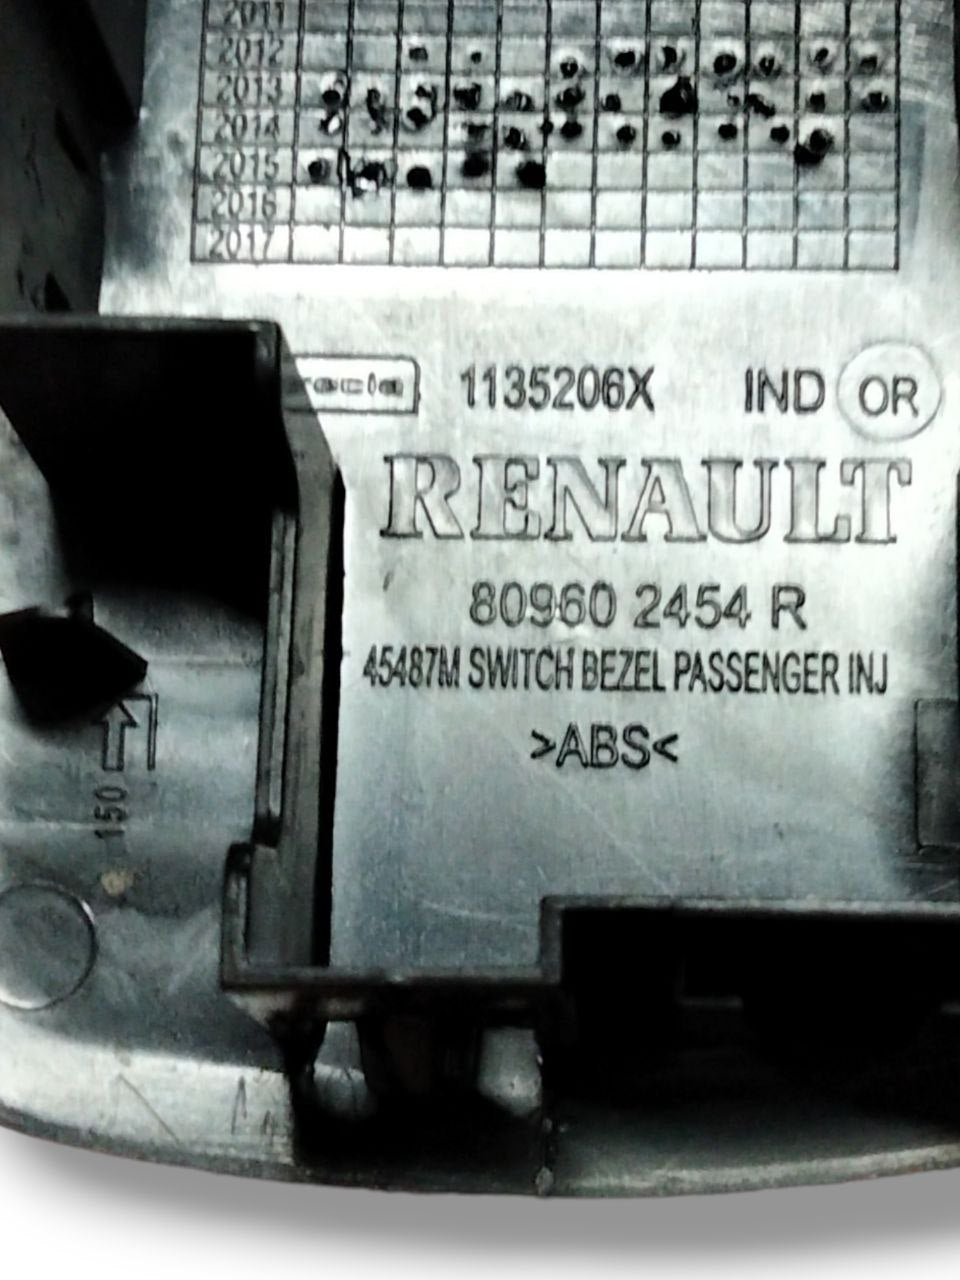 2011
2012
2013
2014
2015
2016
2017
1135206X IND OR
RENAULT
80960 2454 R
45487M SWITCH BEZEL PASSENGER INJ
>ABS<
150